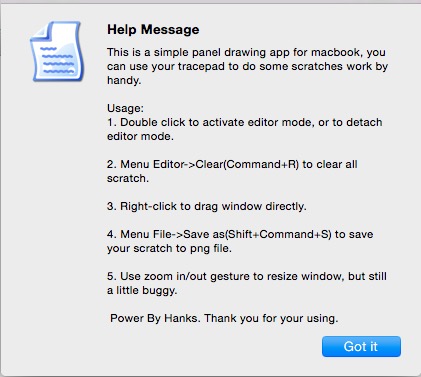 Help Message
This is a simple panel drawing app for macbook, you
can use your tracepad to do some scratches work by
handy.
Usage:
1. Double click to activate editor mode, or to detach
editor mode.
2. Menu Editor->Clear(Command+R) to clear all
scratch.
3. Right-click to drag window directly.
4. Menu File->Save as(Shift+Command+S) to save
your scratch to png file.
5. Use zoom in/out gesture to resize window, but still
a little buggy.
Power By Hanks. Thank you for your using.
Got it